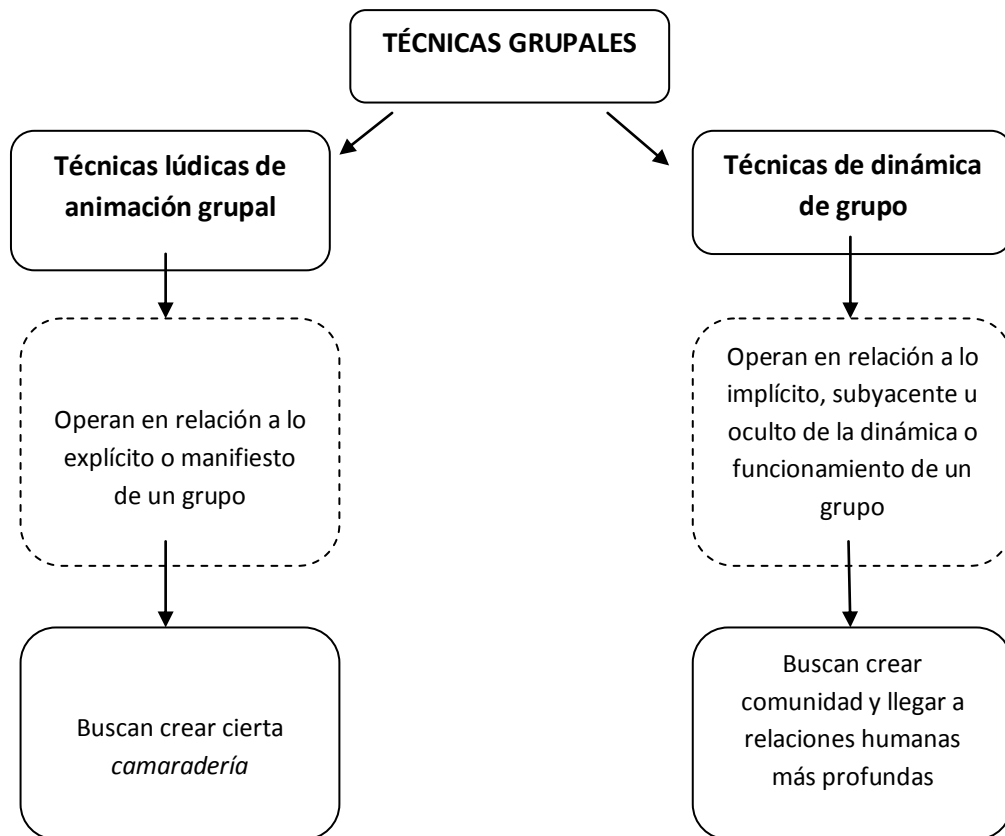 TÉCNICAS GRUPALES
Técnicas lúdicas de
animación grupal
Técnicas de dinámica
de grupo
Operan en relación a lo
explícito o manifiesto
de un grupo
Operan en relación a lo
implícito, subyacente u
oculto de la dinámica o
funcionamiento de un
grupo
Buscan crear cierta
camaradería
Buscan crear
comunidad y llegar a
relaciones humanas
más profundas